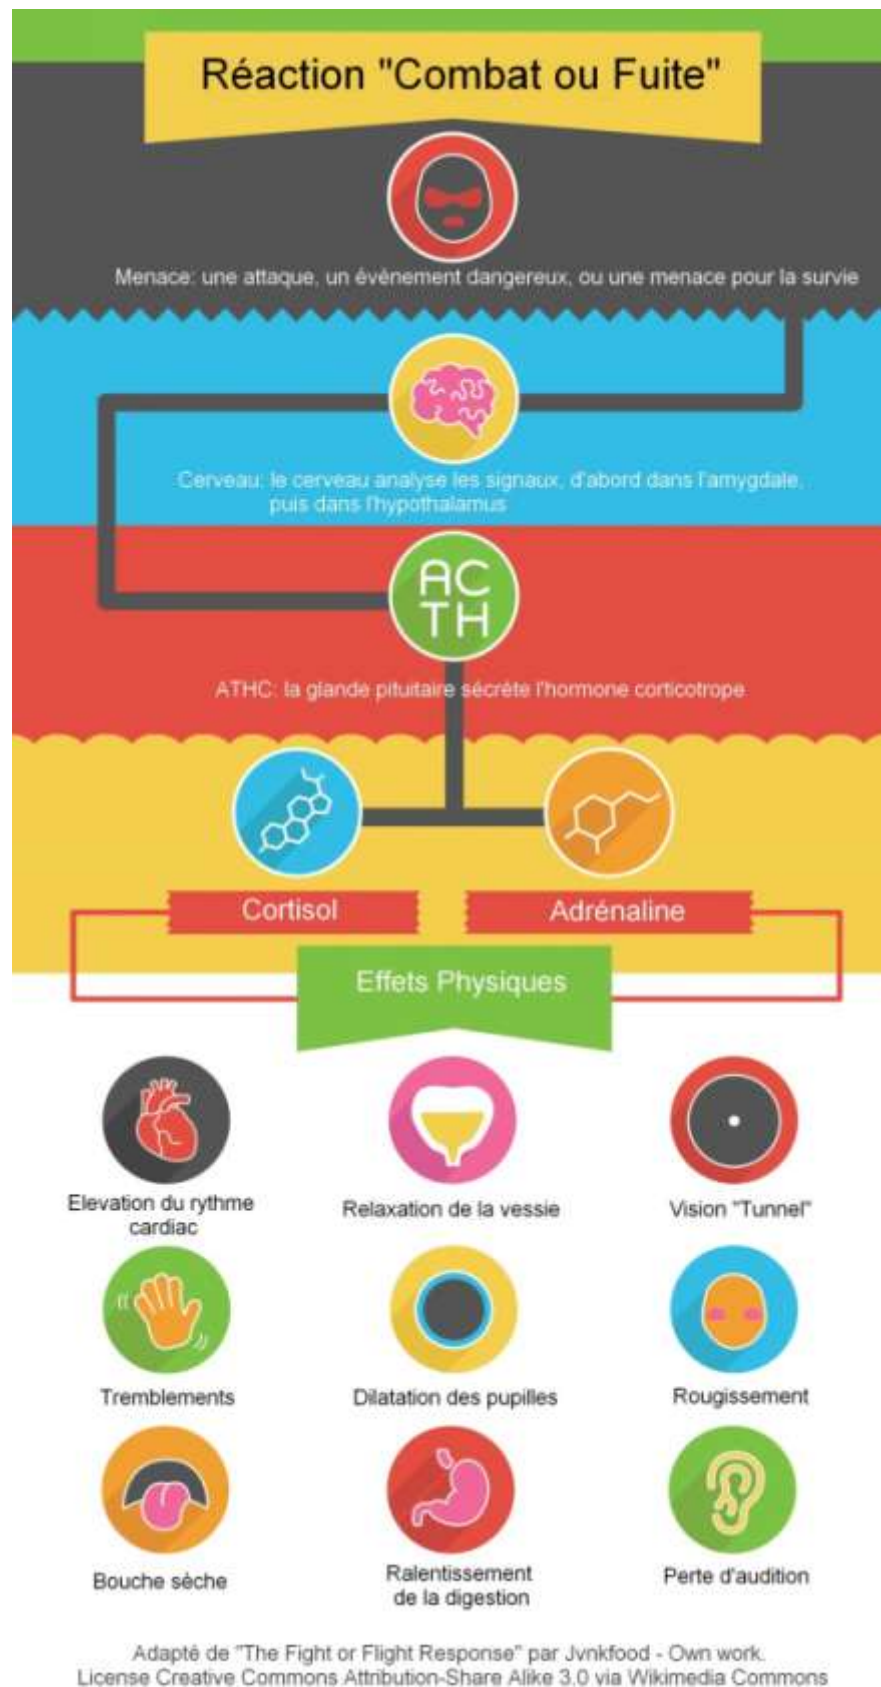 Réaction "Combat ou Fuite"
Menace: une attaque, un évènement dangereux, ou une menace pour la survie
Cerveau: le cerveau analyse les signaux, d'abord dans l'amygdale,
puis dans l'hypothalamus
AC
TH
ATHC: la glande pituitaire sécrète l'hormone corticotrope
Cortisol
Adrénaline
Effets Physiques
Elevation du rythme
cardiac
Relaxation de la vessie
Vision "Tunnel"
Tremblements
Dilatation des pupilles
Rougissement
Bouche sèche
Ralentissement
de la digestion
Perte d'audition
Adapté de "The Fight or Flight Response" par Jvnkfood - Own work.
License Creative Commons Attribution-Share Alike 3.0 via Wikimedia Commons